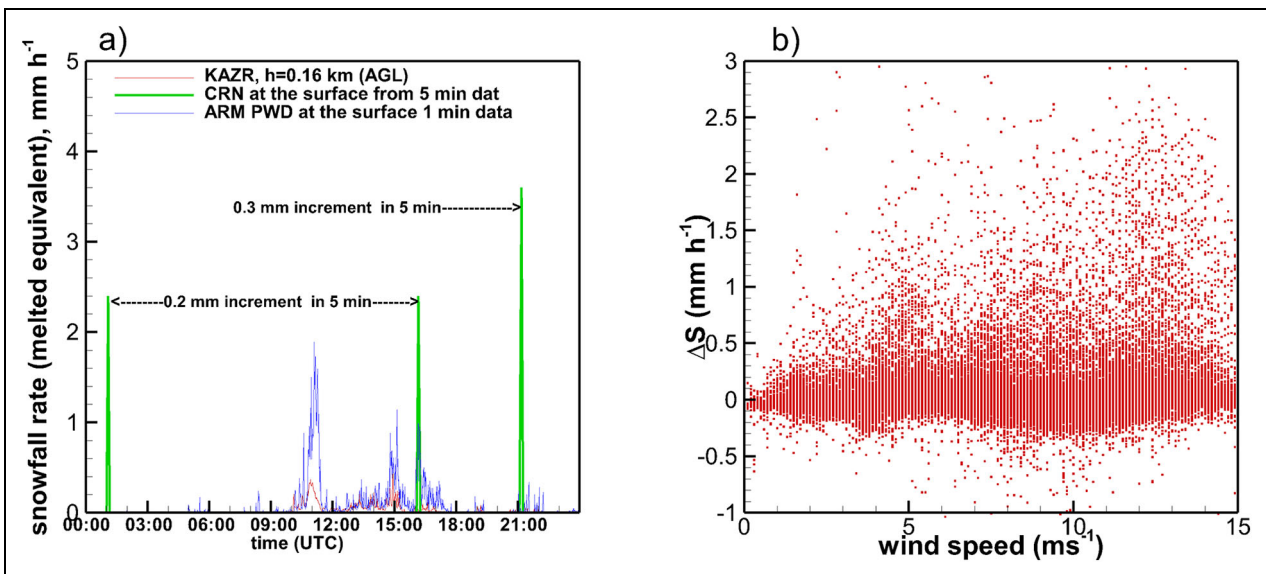 a)
snowfall rate (melted equivalent), mm h-1
5
4
3
2
1
0
KAZR, h=0.16 km (AGL)
CRN at the surface from 5 min dat
ARM PWD at the surface 1 min data
0.3 mm increment in 5 min------------->
<--------0.2 mm increment in 5 min------->
00:00 03:00 06:00 09:00 12:00 15:00 18:00 21:00
time (UTC)
b)
ΔS (mm h-1)
3
2.5
2
1.5
1
0.5
0
-0.5
-1
0 5 10 15
wind speed (ms-1)